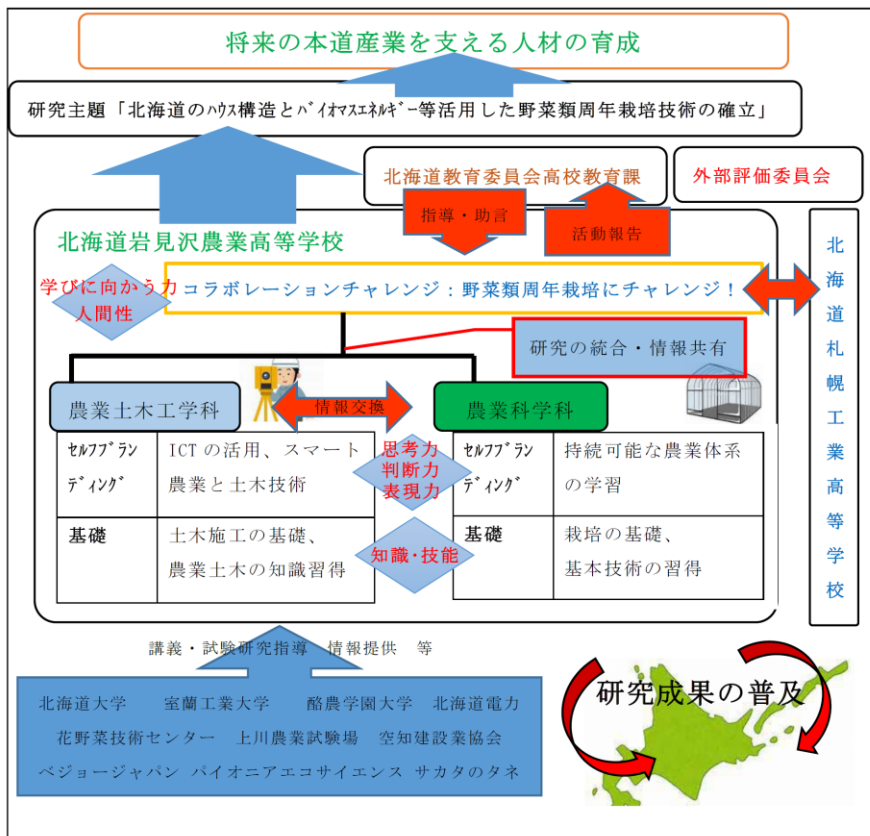 将来の本道産業を支える人材の育成
研究主題「北海道のﾊｳｽ構造とﾊﾞｲｵﾏｽｴﾈﾙｷﾞｰ等活用した野菜類周年栽培技術の確立」
北海道教育委員会高校教育課
外部評価委員会
指導・助言
活動報告
北海道岩見沢農業高等学校
学びに向かう力
人間性
コラボレーションチャレンジ：野菜類周年栽培にチャレンジ！
北海道札幌工業高等学校
研究の統合・情報共有
農業土木工学科
情報交換
農業科学科
ｾﾙﾌﾌﾞﾗﾝ
ﾃﾞｨﾝｸﾞ
ICT の活用、スマート
農業と土木技術
思考力
判断力
表現力
ｾﾙﾌﾌﾞﾗﾝ
ﾃﾞｨﾝｸﾞ
持続可能な農業体系
の学習
基礎
土木施工の基礎、
農業土木の知識習得
知識・技能
基礎
栽培の基礎、
基本技術の習得
講義・試験研究指導　情報提供　等
北海道大学　室蘭工業大学　酪農学園大学　北海道電力
花野菜技術センター　上川農業試験場　空知建設業協会
ベジョージャパン パイオニアエコサイエンス サカタのタネ
研究成果の普及